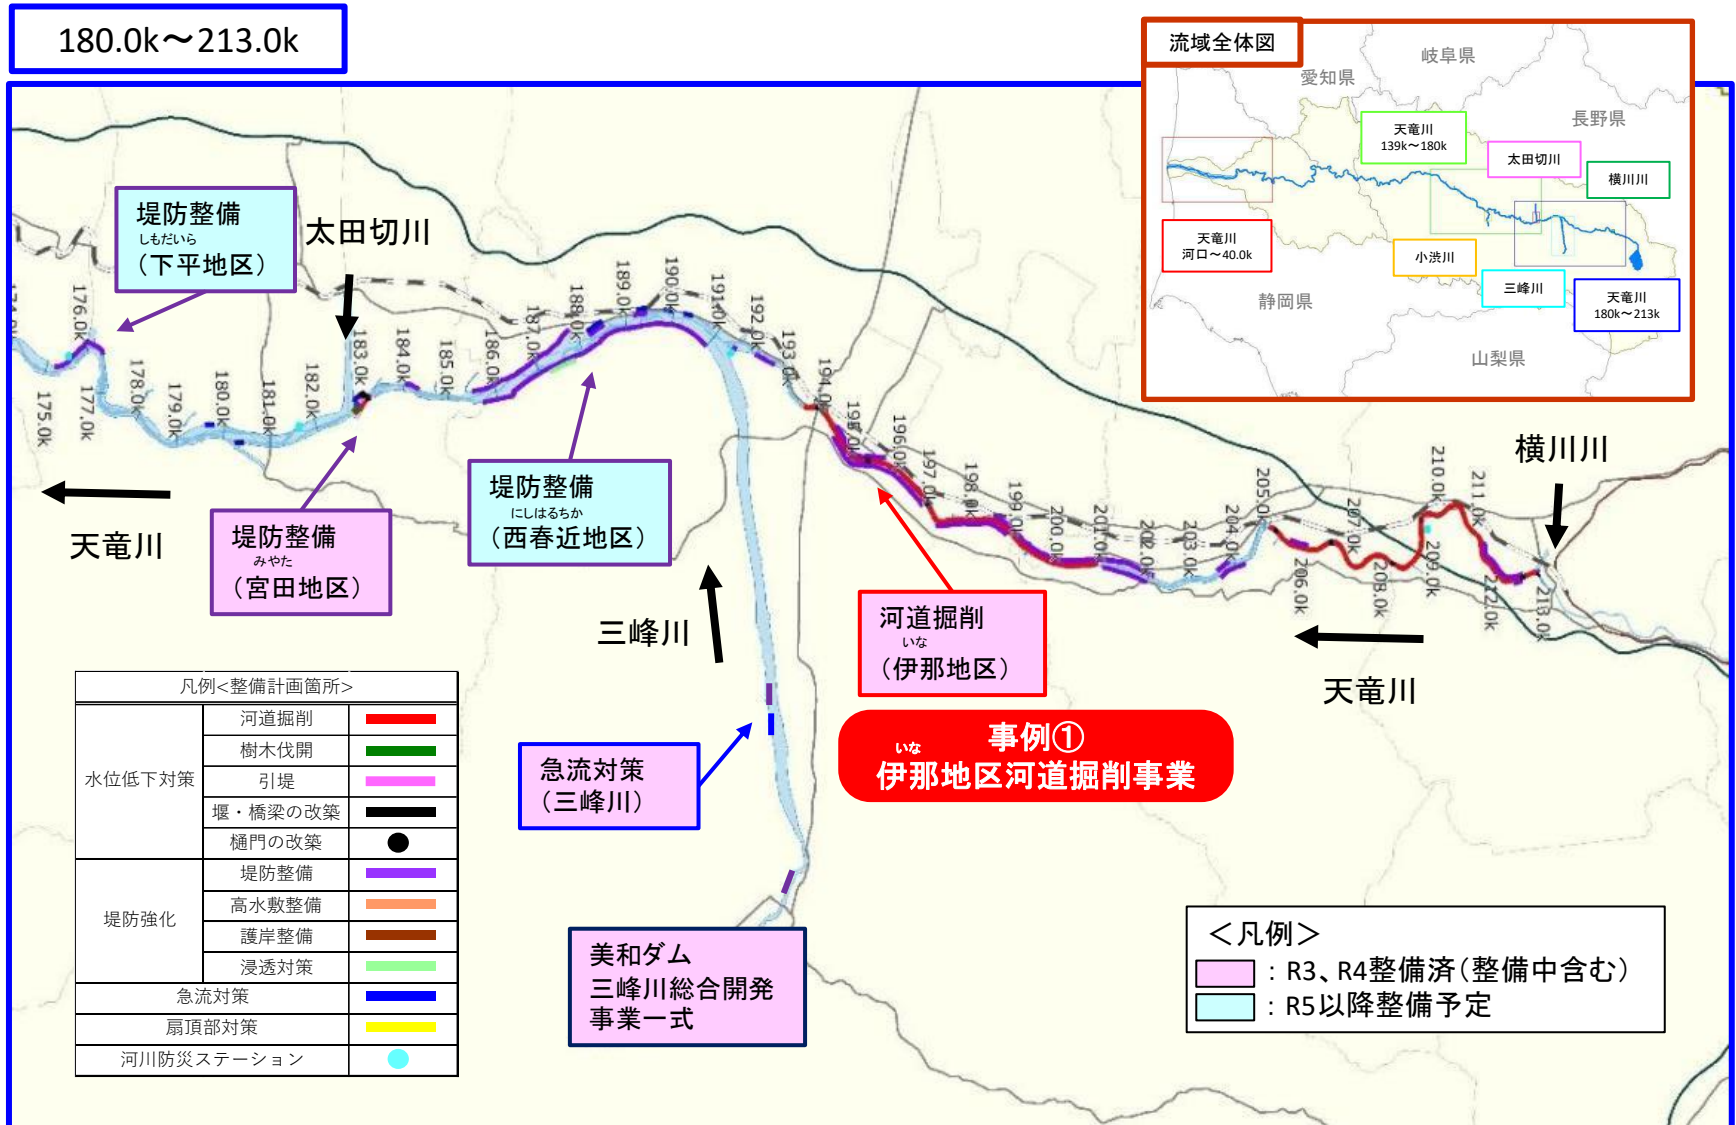 180.0k～213.0k
流域全体図
岐阜県
愛知県
長野県
天竜川
139k～180k
太田切川
横川川
天竜川
河口～40.0k
小渋川
三峰川
天竜川
180k～213k
静岡県
山梨県
堤防整備
しもだいら
（下平地区）
太田切川
175.0k
176.0k
177.0k
178.0k
179.0k
180.0k
181.0k
182.0k
183.0k
184.0k
185.0k
186.0k
187.0k
188.0k
189.0k
190.0k
191.0k
192.0k
193.0k
194.0k
195.0k
196.0k
197.0k
198.0k
199.0k
200.0k
201.0k
202.0k
203.0k
204.0k
205.0k
206.0k
207.0k
208.0k
209.0k
210.0k
211.0k
212.0k
213.0k
横川川
天竜川
堤防整備
みやた
（宮田地区）
堤防整備
にしはるちか
（西春近地区）
三峰川
河道掘削
いな
（伊那地区）
天竜川
事例①
いな
伊那地区河道掘削事業
急流対策
（三峰川）
美和ダム
三峰川総合開発
事業一式
凡例<整備計画箇所>
水位低下対策
河道掘削
樹木伐開
引堤
堰・橋梁の改築
樋門の改築
堤防強化
堤防整備
高水敷整備
護岸整備
浸透対策
急流対策
扇頂部対策
河川防災ステーション
＜凡例＞
：R3、R4整備済（整備中含む）
：R5以降整備予定